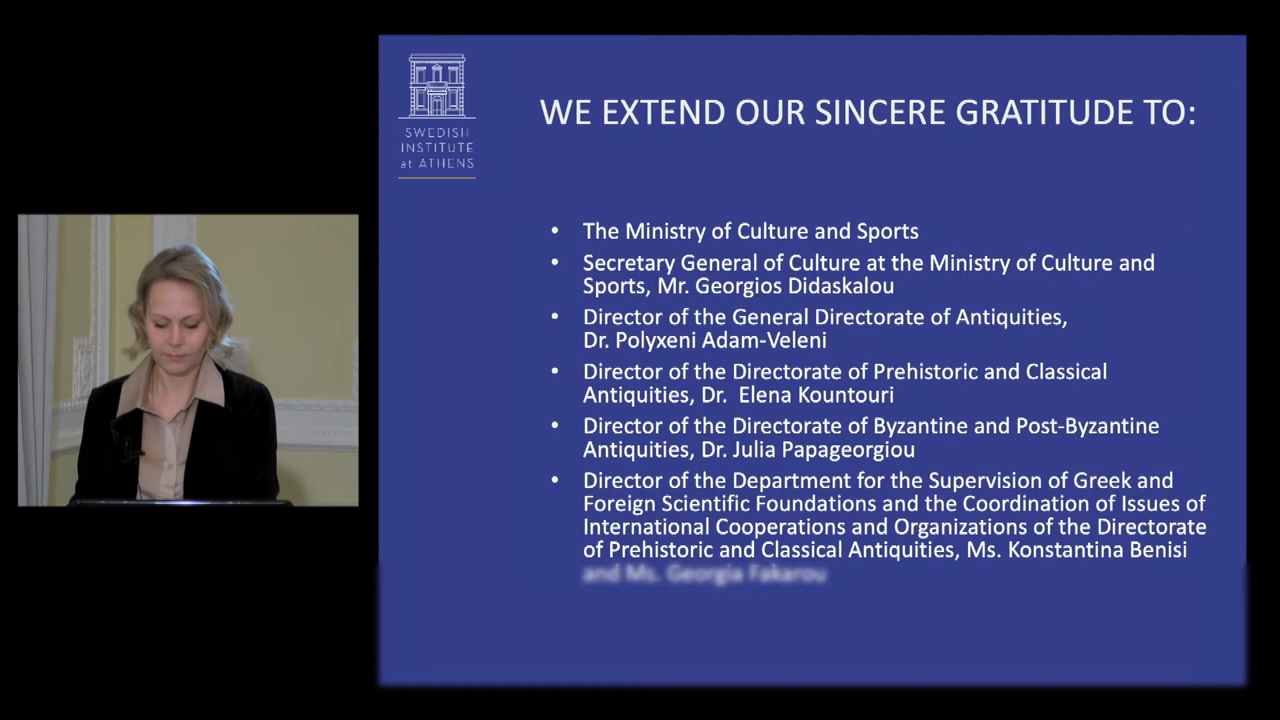 SWEDISH
INSTITUTE
at ATHENS
WE EXTEND OUR SINCERE GRATITUDE TO:
• The Ministry of Culture and Sports
• Secretary General of Culture at the Ministry of Culture and
Sports, Mr. Georgios Didaskalou
• Director of the General Directorate of Antiquities,
Dr. Polyxeni Adam-Veleni
• Director of the Directorate of Prehistoric and Classical
Antiquities, Dr.  Elena Kountouri
• Director of the Directorate of Byzantine and Post-Byzantine
Antiquities, Dr. Julia Papageorgiou
• Director of the Department for the Supervision of Greek and
Foreign Scientific Foundations and the Coordination of Issues of
International Cooperations and Organizations of the Directorate
of Prehistoric and Classical Antiquities, Ms. Konstantina Benisi
and Ms. Georgia Fakarou